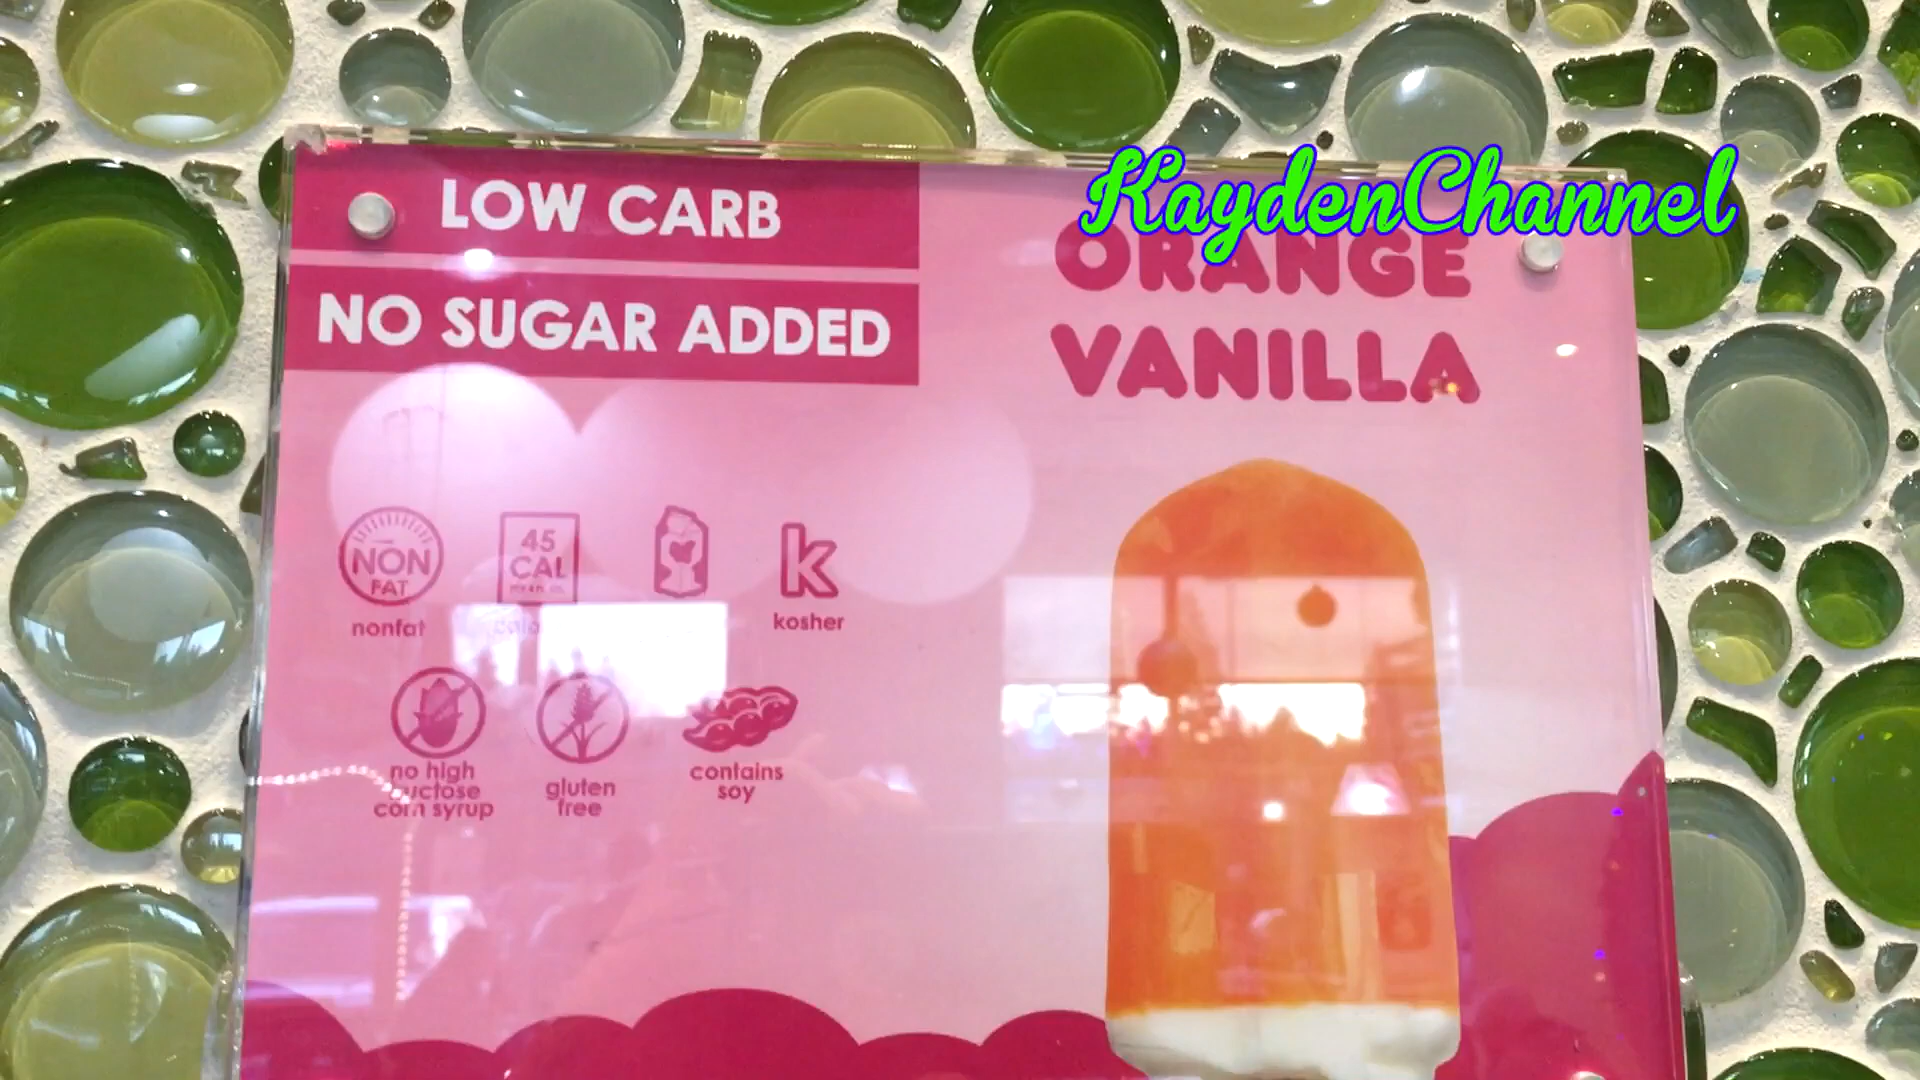 LOW CARB
NO SUGAR ADDED
KaydenChannel
ORANGE
VANILLA
NON
FAT
45
CAL
k
nonfat
kosher
no high
corn syrup
gluten
free
contains
soy